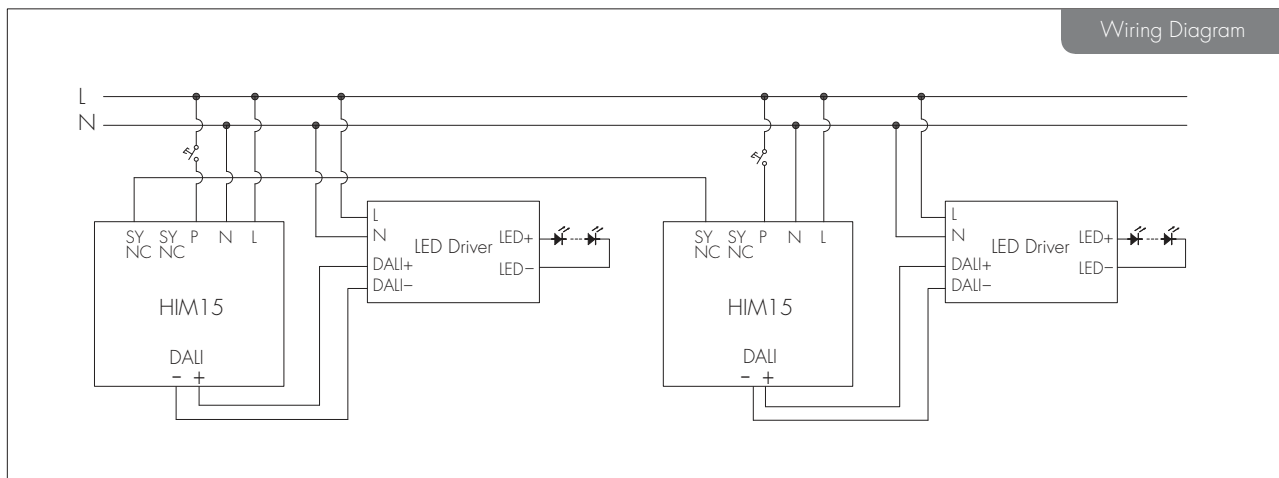 Wiring Diagram
L
N
SY
NC
SY
NC
P
N
L
HIM15
DALI
− +
L
N
DALI+
DALI−
LED Driver
LED+
LED−
SY
NC
SY
NC
P
N
L
HIM15
DALI
− +
L
N
DALI+
DALI−
LED Driver
LED+
LED−